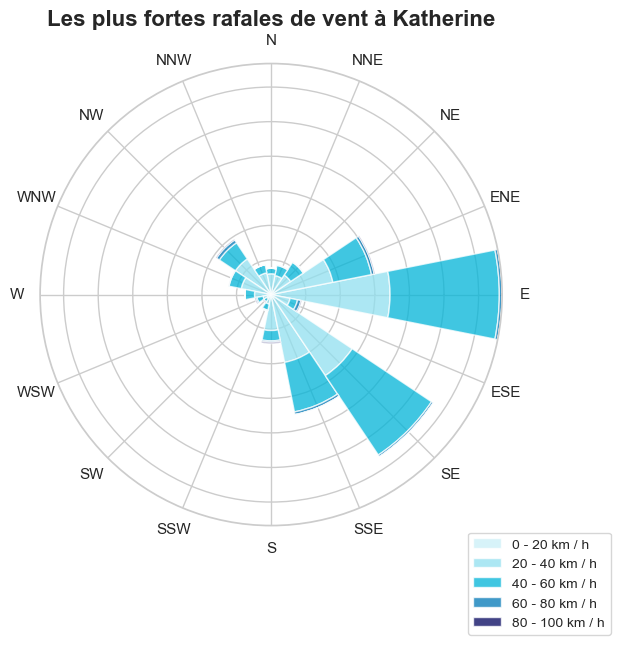 Les plus fortes rafales de vent à Katherine
N
NNW
NNE
NW
NE
WNW
ENE
W
E
WSW
ESE
SW
SE
SSW
SSE
S
0 - 20 km / h
20 - 40 km / h
40 - 60 km / h
60 - 80 km / h
80 - 100 km / h